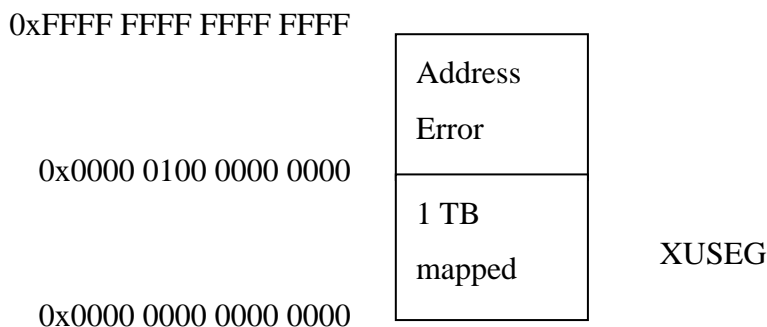 0xFFFF FFFF FFFF FFFF
Address
Error
0x0000 0100 0000 0000
1 TB
mapped
XUSEG
0x0000 0000 0000 0000